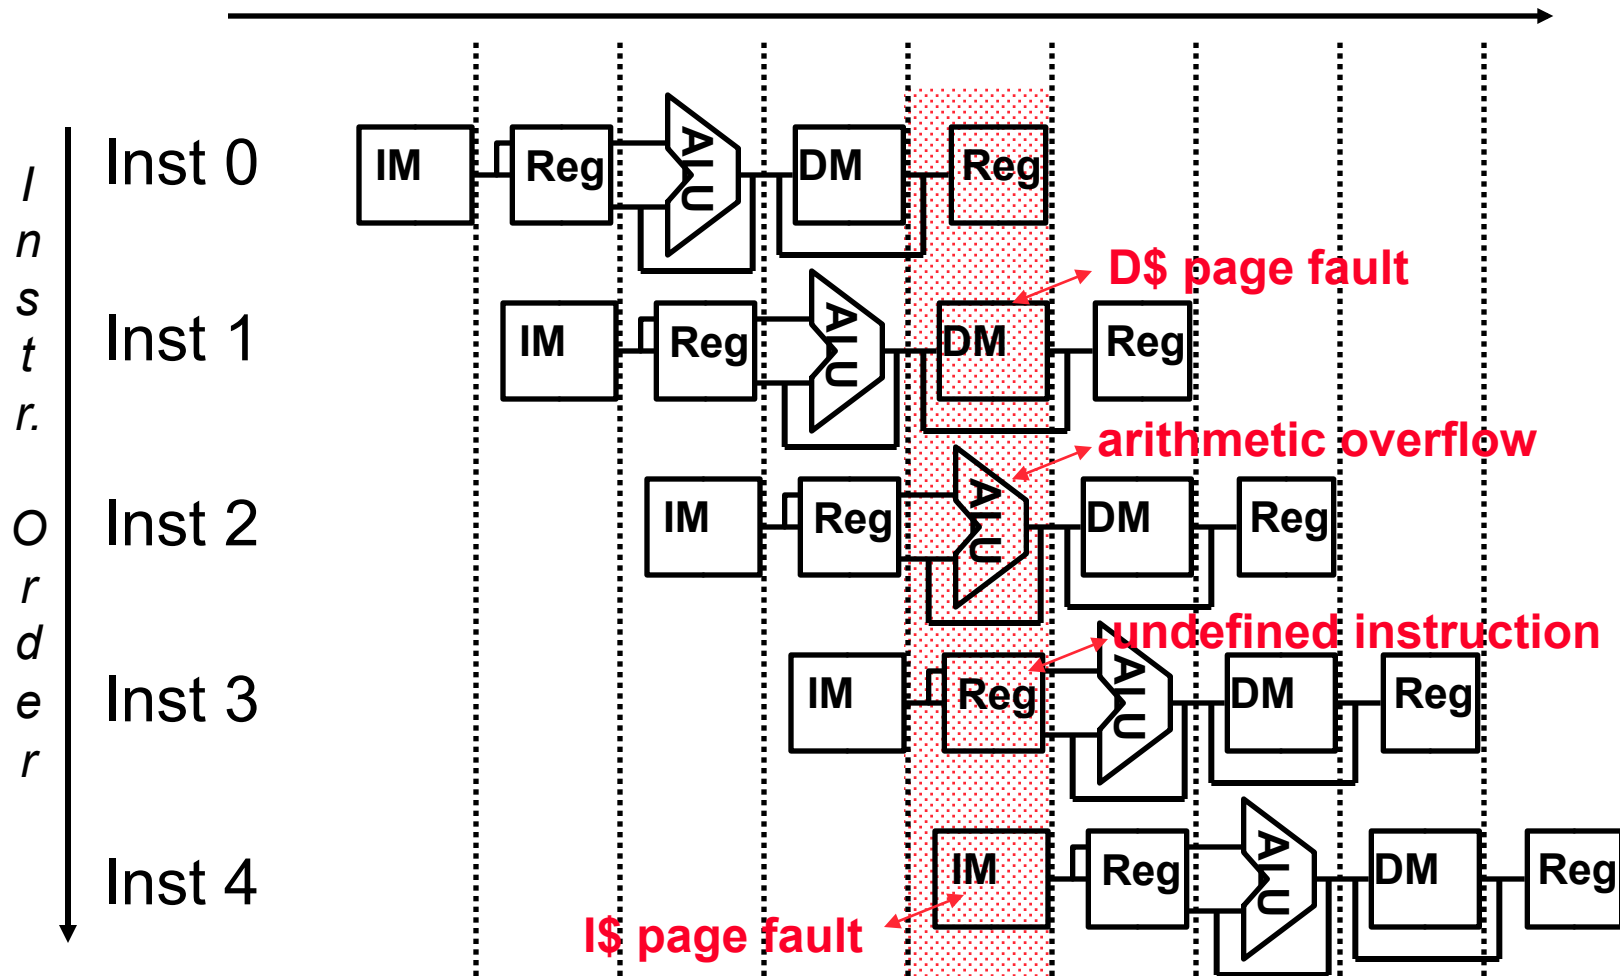 Instr. Order
Inst 0
IM
Reg
ALU
DM
Reg
D$ page fault
Inst 1
IM
Reg
ALU
DM
Reg
arithmetic overflow
Inst 2
IM
Reg
ALU
DM
Reg
undefined instruction
Inst 3
IM
Reg
ALU
DM
Reg
Inst 4
IM
Reg
ALU
DM
Reg
I$ page fault